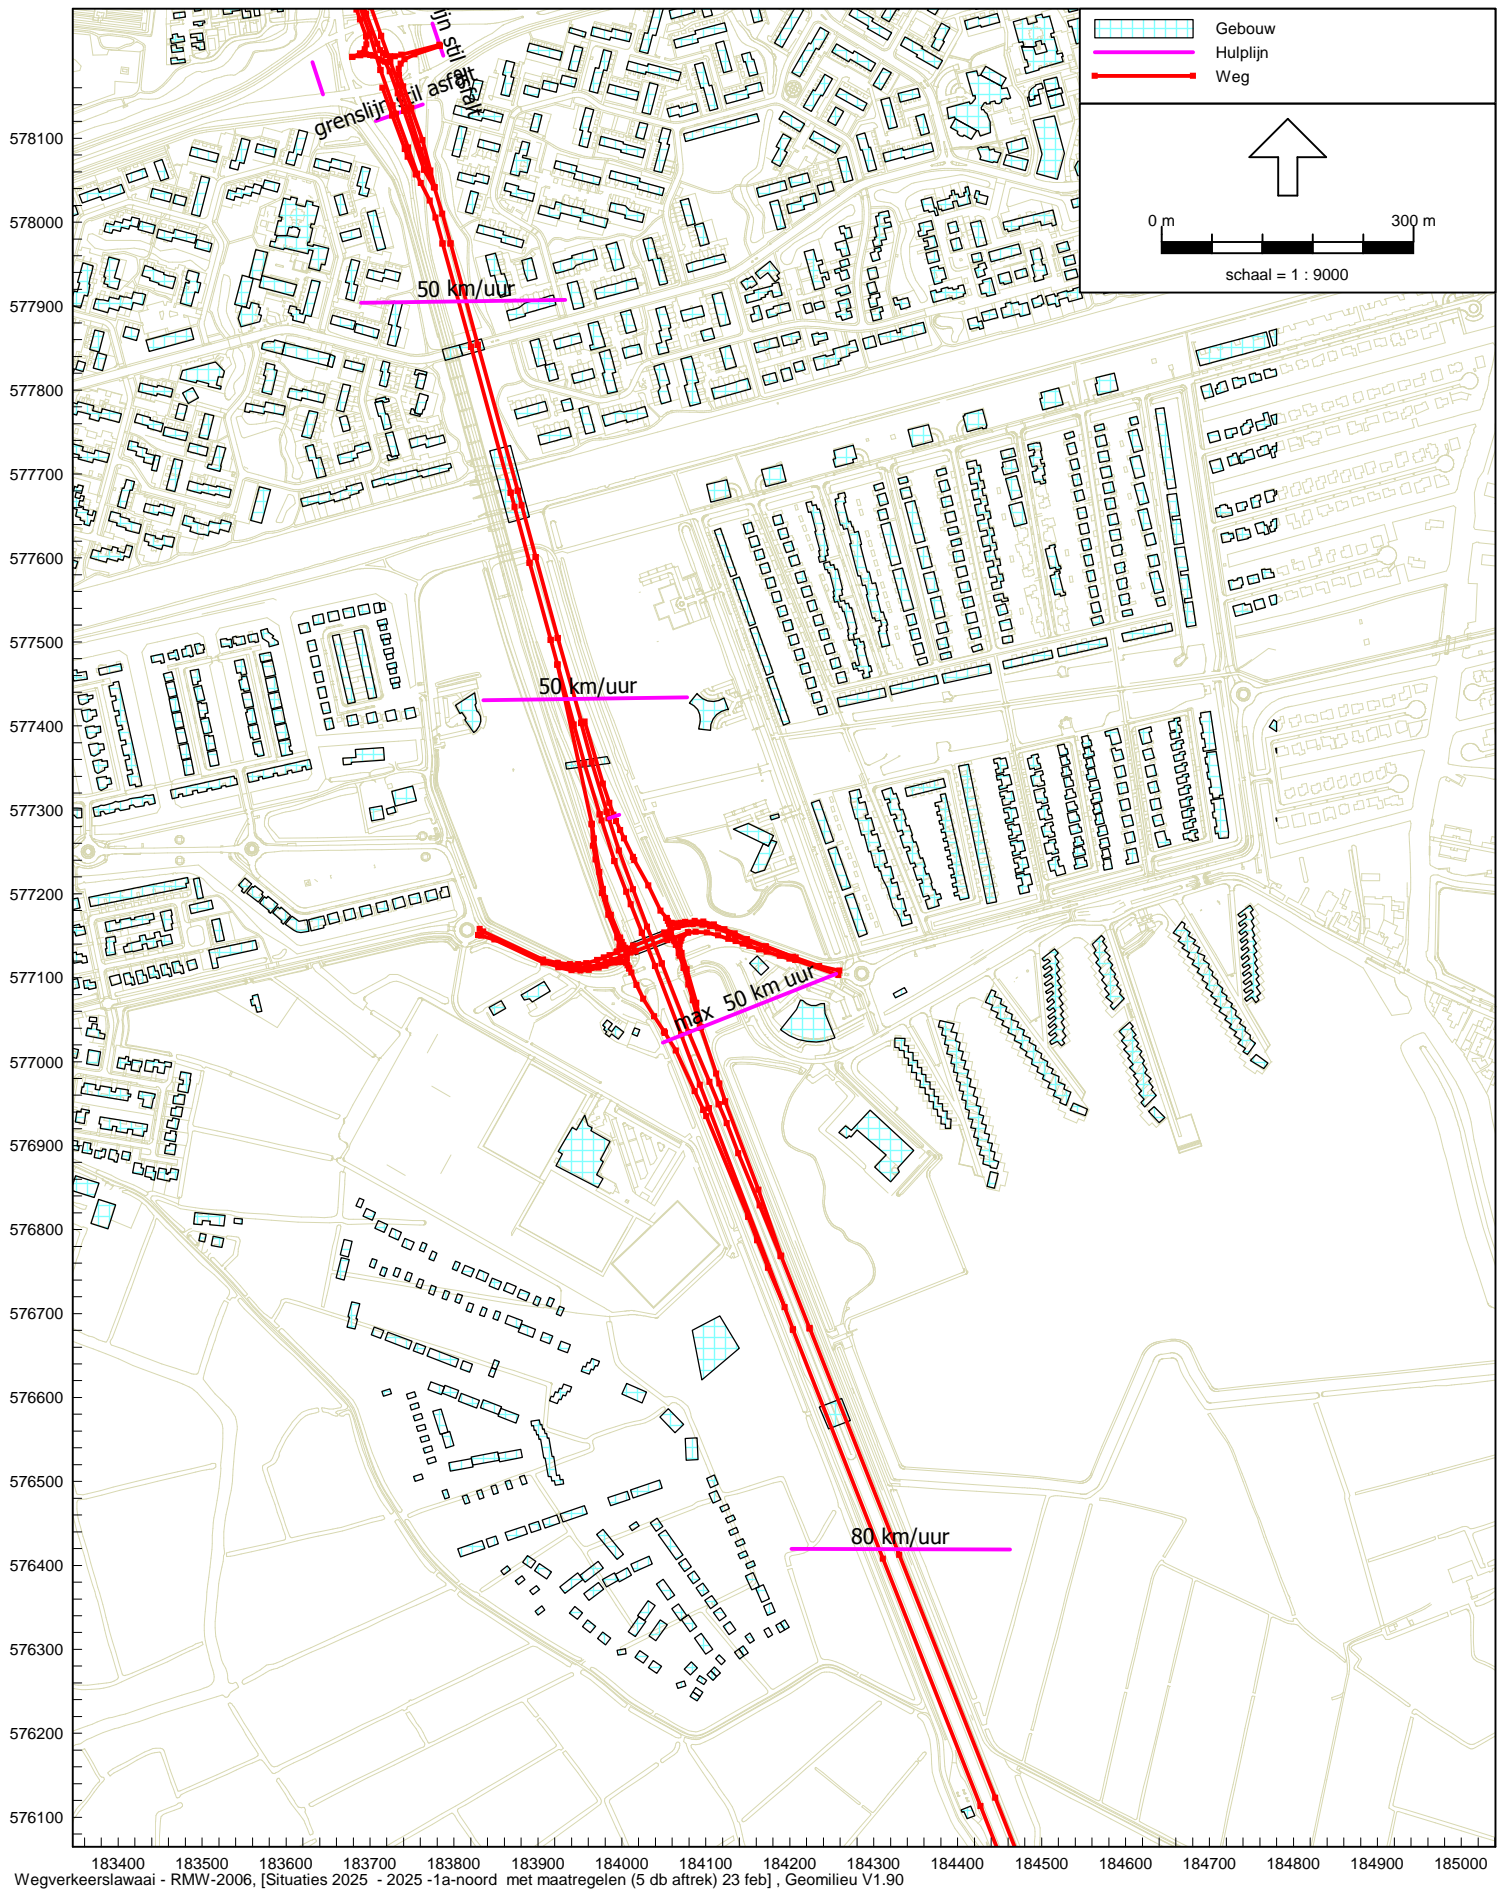 Gebouw
Hulplijn
Weg
0 m 300 m
schaal = 1 : 9000
ijn stil asfalt
grenslijn stil asfalt
50 km/uur
50 km/uur
max 50 km uur
80 km/uur
578100
578000
577900
577800
577700
577600
577500
577400
577300
577200
577100
577000
576900
576800
576700
576600
576500
576400
576300
576200
576100
183400 183500 183600 183700 183800 183900 184000 184100 184200 184300 184400 184500 184600 184700 184800 184900 185000
Wegverkeerslawaai - RMW-2006, [Situaties 2025 - 2025 -1a-noord met maatregelen (5 db aftrek) 23 feb] , Geomilieu V1.90